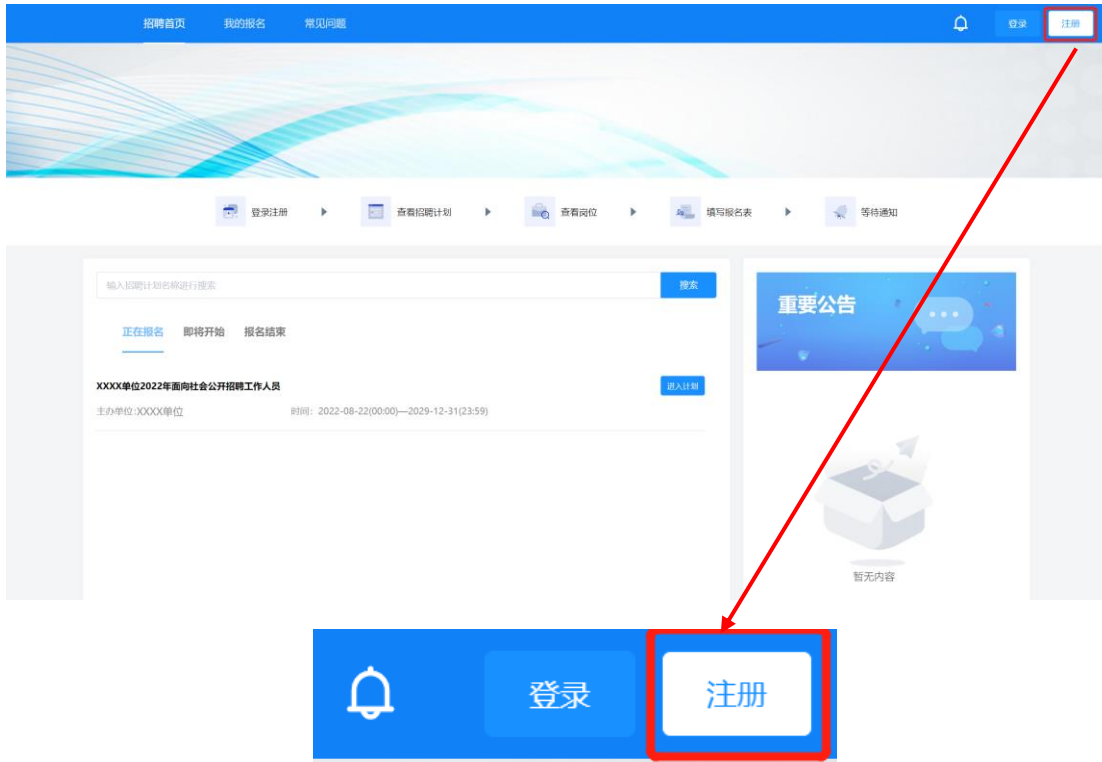 招聘首页 我的报名 常见问题 登录 注册
登录注册 查看招聘计划 查看岗位 填写报名表 等待通知
输入招聘计划名称进行搜索 搜索
重要公告
正在报名 即将开始 报名结束
XXXX单位2022年面向社会公开招聘工作人员 进入计划
主办单位:XXXX单位 时间：2022-08-22(00:00)—2029-12-31(23:59)
暂无内容
登录 注册